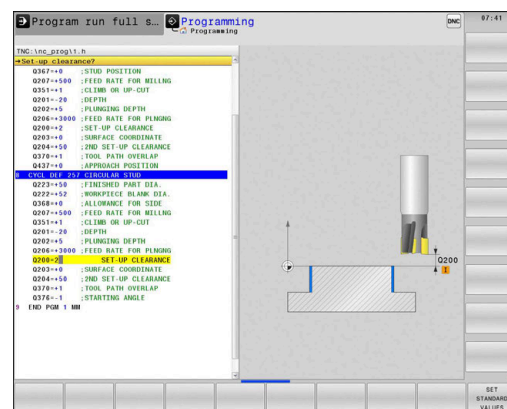 Program run full s... Programming
Programming
DNC
07:41
TNC:\nc_prog\1.h
→Set-up clearance?
Q367=+0 ;STUD POSITION
Q207=+500 ;FEED RATE FOR MILLNG
Q351=+1 ;CLIMB OR UP-CUT
Q201=-20 ;DEPTH
Q202=+5 ;PLUNGING DEPTH
Q206=+3000 ;FEED RATE FOR PLNGNG
Q200=+2 ;SET-UP CLEARANCE
Q203=+0 ;SURFACE COORDINATE
Q204=+50 ;2ND SET-UP CLEARANCE
Q370=+1 ;TOOL PATH OVERLAP
Q437=+0 ;APPROACH POSITION
8 CYCL DEF 257 CIRCULAR STUD
Q223=+50 ;FINISHED PART DIA.
Q222=+52 ;WORKPIECE BLANK DIA.
Q368=+0 ;ALLOWANCE FOR SIDE
Q207=+500 ;FEED RATE FOR MILLNG
Q351=+1 ;CLIMB OR UP-CUT
Q201=-20 ;DEPTH
Q202=+5 ;PLUNGING DEPTH
Q206=+3000 ;FEED RATE FOR PLNGNG
Q200=2 SET-UP CLEARANCE
Q203=+0 ;SURFACE COORDINATE
Q204=+50 ;2ND SET-UP CLEARANCE
Q370=+1 ;TOOL PATH OVERLAP
Q376=-1 ;STARTING ANGLE
9 END PGM 1 MM
Q200
I
SET
STANDARD
VALUES